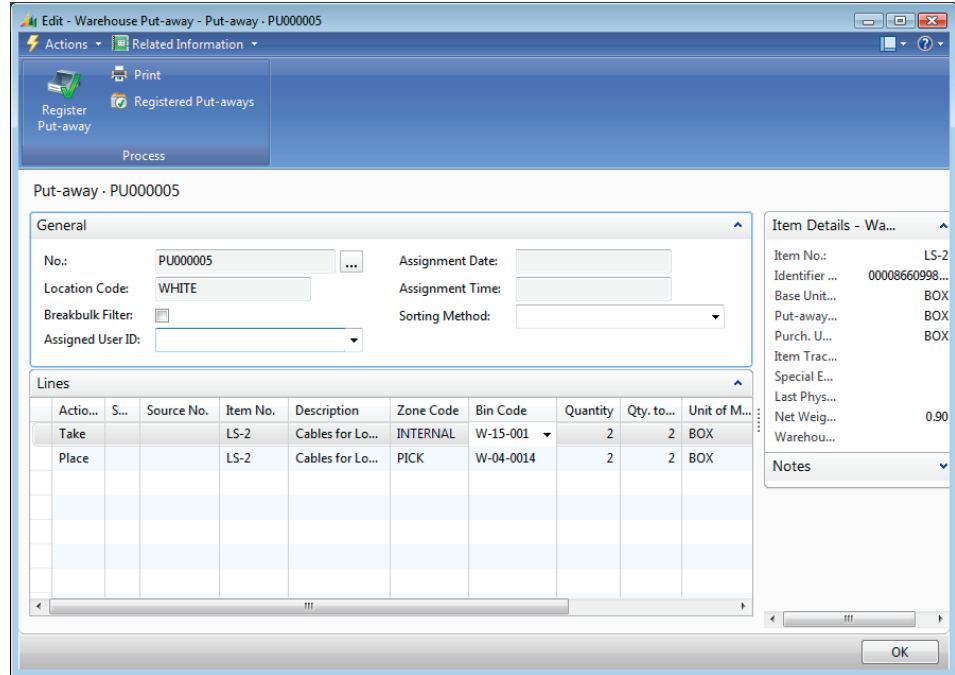 Edit - Warehouse Put-away - Put-away · PU000005
Actions Related Information
Register Put-away
Print
Registered Put-aways
Process
Put-away · PU000005
General
No.: PU000005 ... Assignment Date:
Location Code: WHITE Assignment Time:
Breakbulk Filter: Sorting Method:
Assigned User ID:
Lines
Actio... S... Source No. Item No. Description Zone Code Bin Code Quantity Qty. to... Unit of M...
Take LS-2 Cables for Lo... INTERNAL W-15-001 2 2 BOX
Place LS-2 Cables for Lo... PICK W-04-0014 2 2 BOX
Item Details - Wa...
Item No.: LS-2
Identifier ... 00008660998...
Base Unit... BOX
Put-away... BOX
Purch. U... BOX
Item Trac...
Special E...
Last Phys...
Net Weig... 0.90
Warehou...
Notes
OK